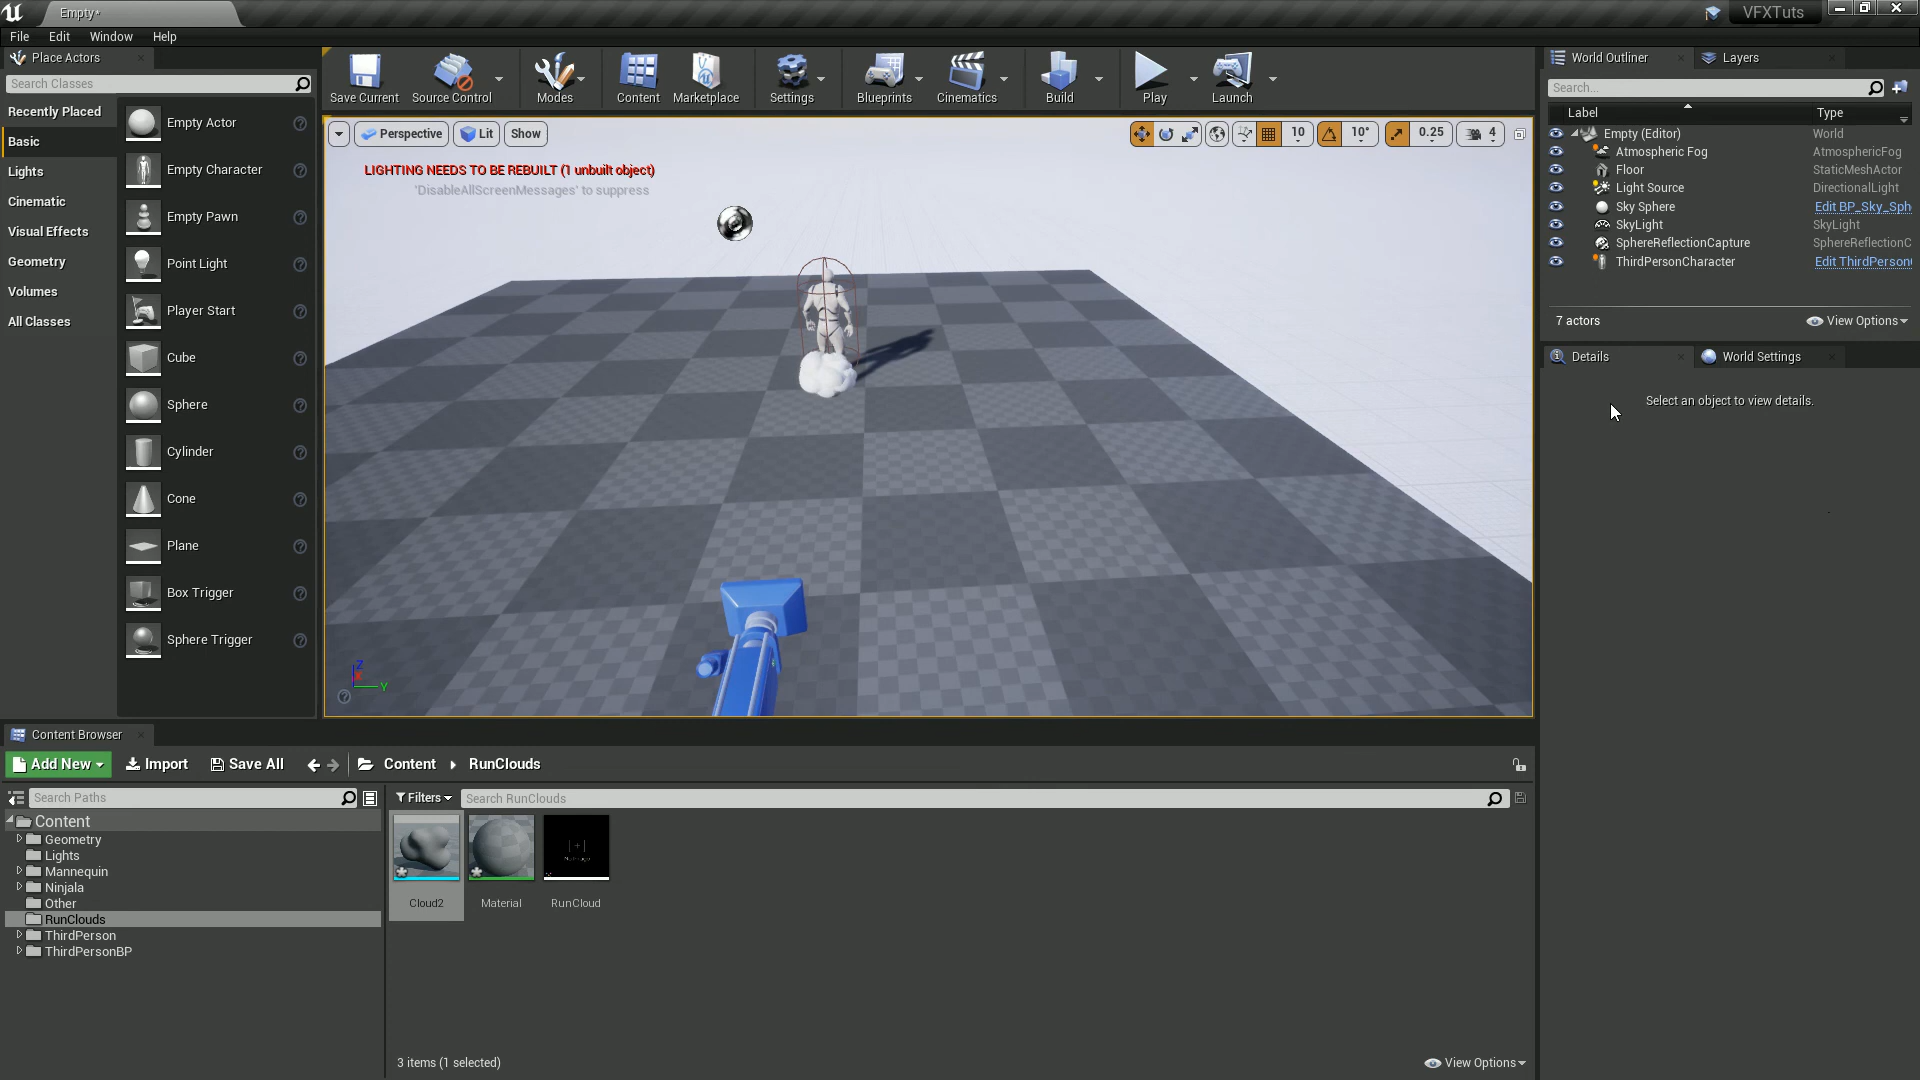 Empty*
VFXTuts
File Edit Window Help
Place Actors
Search Classes
Recently Placed
Basic
Lights
Cinematic
Visual Effects
Geometry
Volumes
All Classes
Empty Actor
Empty Character
Empty Pawn
Point Light
Player Start
Cube
Sphere
Cylinder
Cone
Plane
Box Trigger
Sphere Trigger
Save Current
Source Control
Modes
Content
Marketplace
Settings
Blueprints
Cinematics
Build
Play
Launch
Perspective Lit Show
10 10° 0.25 4
LIGHTING NEEDS TO BE REBUILT (1 unbuilt object)
'DisableAllScreenMessages' to suppress
Z
X
Y
World Outliner Layers
Search...
Label Type
Empty (Editor) World
Atmospheric Fog AtmosphericFog
Floor StaticMeshActor
Light Source DirectionalLight
Sky Sphere Edit BP_Sky_Sph
SkyLight SkyLight
SphereReflectionCapture SphereReflectionC
ThirdPersonCharacter Edit ThirdPerson
7 actors View Options
Details World Settings
Select an object to view details.
Content Browser
Add New Import Save All Content RunClouds
Search Paths
Content
Geometry
Lights
Mannequin
Ninjala
Other
RunClouds
ThirdPerson
ThirdPersonBP
Filters Search RunClouds
Cloud2
Material
RunCloud
3 items (1 selected) View Options